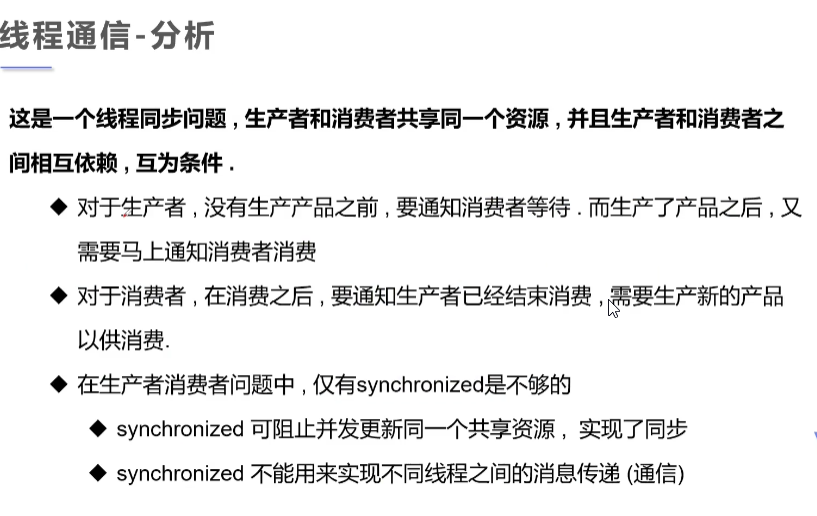 线程通信-分析
这是一个线程同步问题 , 生产者和消费者共享同一个资源 , 并且生产者和消费者之
间相互依赖 , 互为条件 .
◆ 对于生产者 , 没有生产产品之前 , 要通知消费者等待 . 而生产了产品之后 , 又
需要马上通知消费者消费
◆ 对于消费者 , 在消费之后 , 要通知生产者已经结束消费 , 需要生产新的产品
以供消费.
◆ 在生产者消费者问题中 , 仅有synchronized是不够的
◆ synchronized 可阻止并发更新同一个共享资源 , 实现了同步
◆ synchronized 不能用来实现不同线程之间的消息传递 (通信)